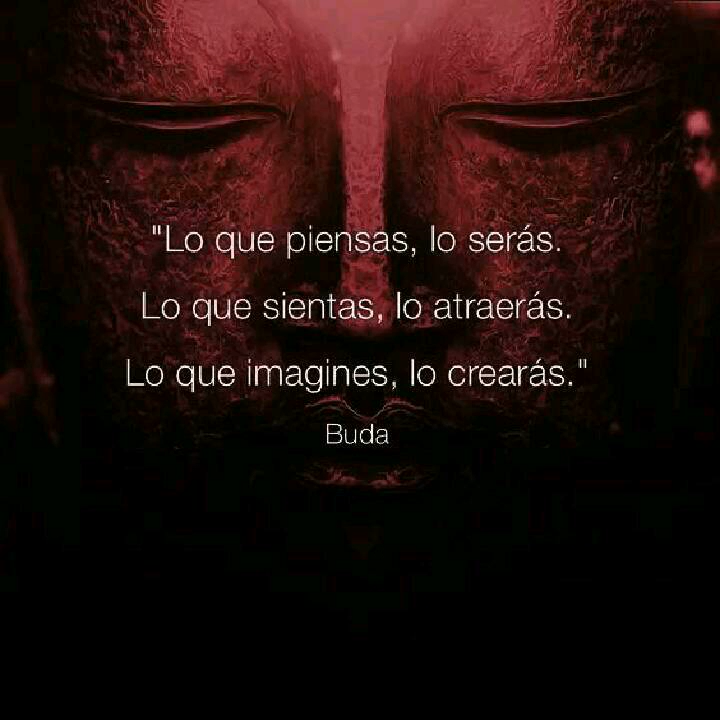 "Lo que piensas, lo serás.
Lo que sientas, lo atraerás.
Lo que imagines, lo crearás."
Buda